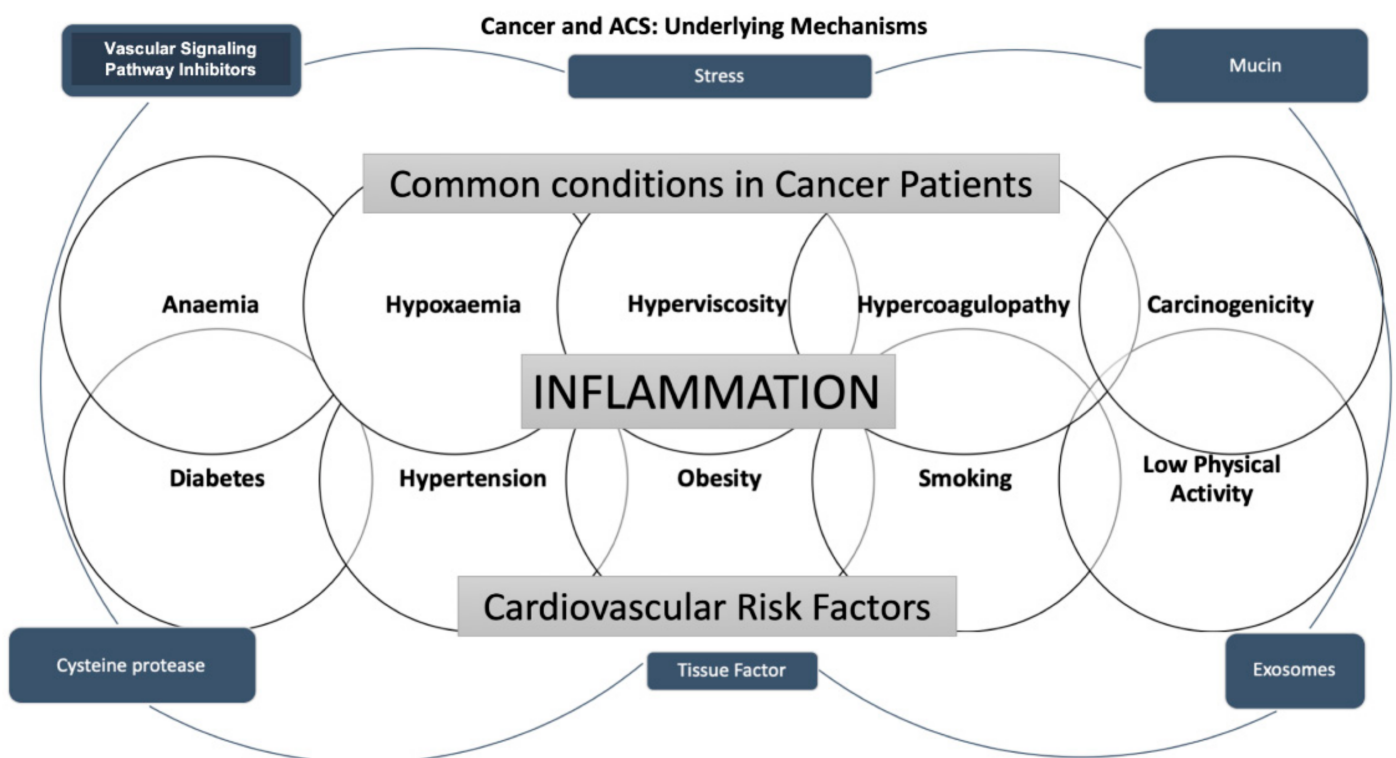 Cancer and ACS: Underlying Mechanisms
Vascular Signaling
Pathway Inhibitors
Stress
Mucin
Common conditions in Cancer Patients
Anaemia
Hypoxaemia
Hyperviscosity
Hypercoagulopathy
Carcinogenicity
INFLAMMATION
Diabetes
Hypertension
Obesity
Smoking
Low Physical
Activity
Cardiovascular Risk Factors
Cysteine protease
Tissue Factor
Exosomes